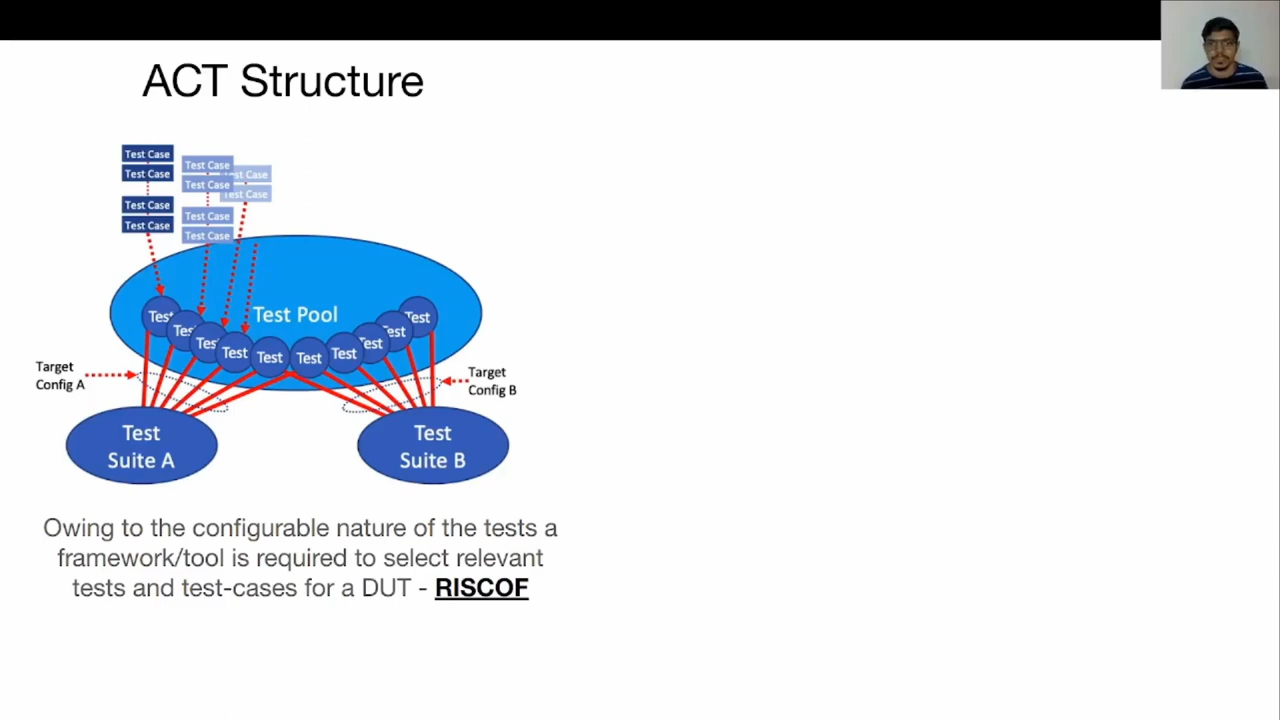 ACT Structure
Test Case
Test Case
Test Case
Test Case
Test Case
Test Case
Test Case
Test Case
Test Case
Test Pool
Test
Test
Test
Test
Test
Test
Test
Test
Target
Config A
Target
Config B
Test
Suite A
Test
Suite B
Owing to the configurable nature of the tests a
framework/tool is required to select relevant
tests and test-cases for a DUT - RISCOF